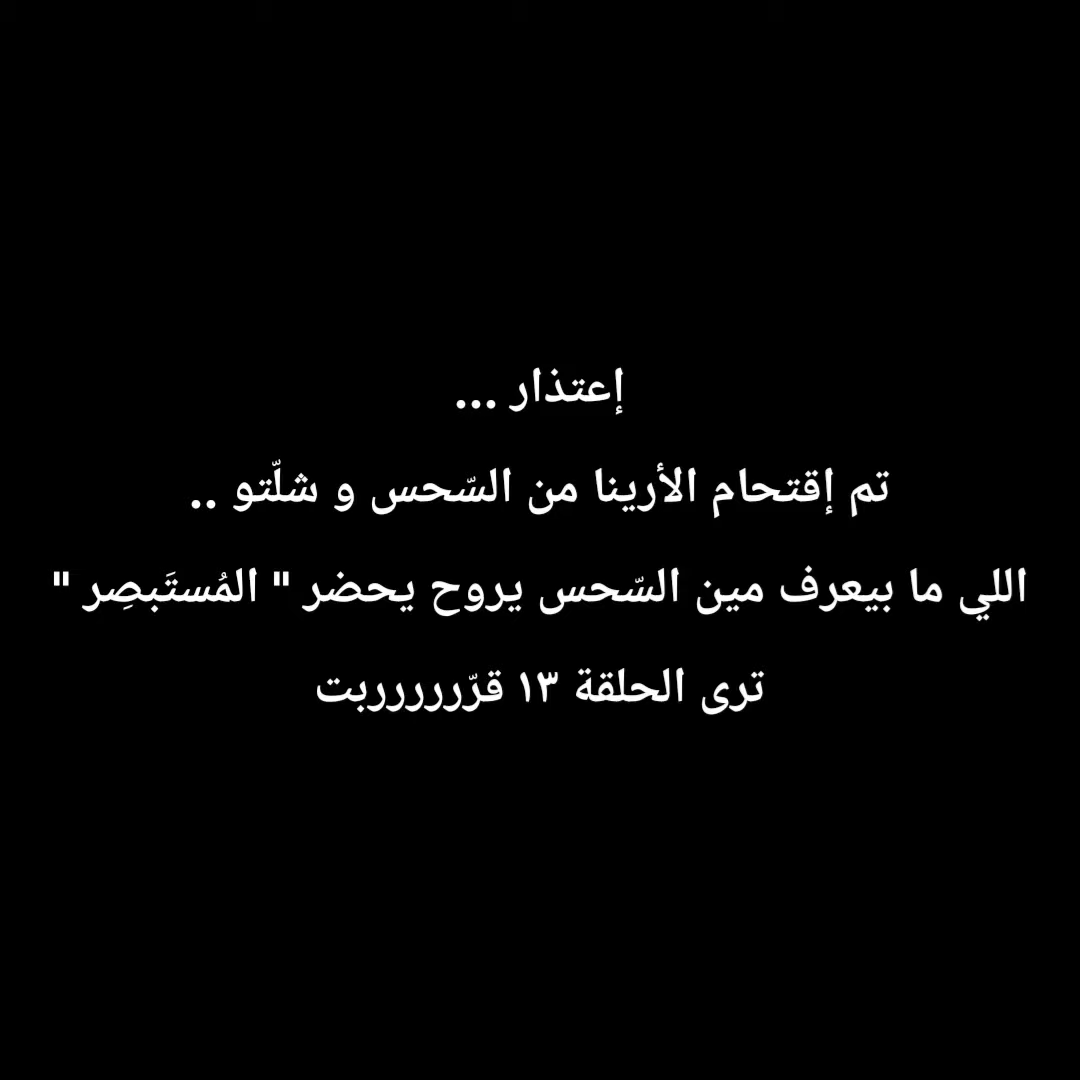 إعتذار ...
تم إقتحام الأرينا من السّحس و شلّتو ..
اللي ما بيعرف مين السّحس يروح يحضر " المُستَبصِر "
ترى الحلقة ١٣ قرّررررربت